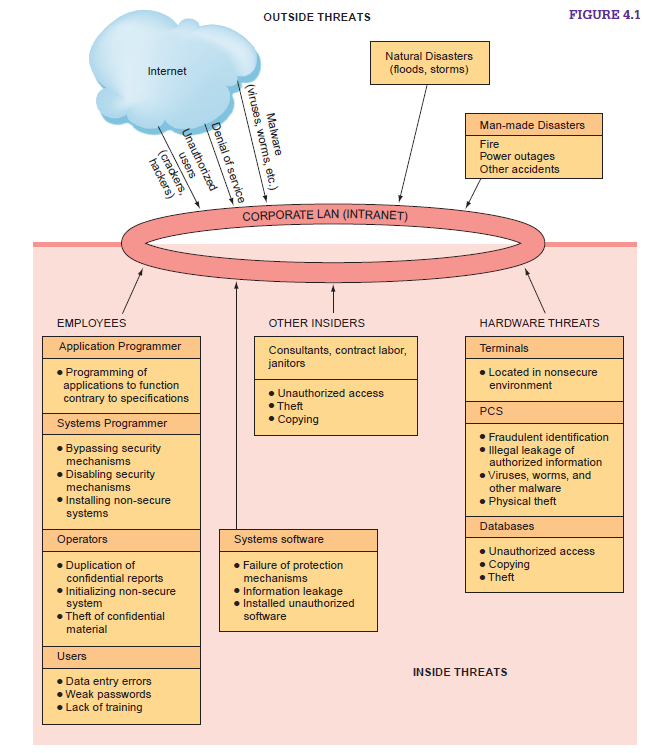 OUTSIDE THREATS
FIGURE 4.1
Internet
Natural Disasters
(floods, storms)
Man-made Disasters
Fire
Power outages
Other accidents
Malware
(viruses, worms, etc.)
Denial of service
Unauthorized
users
(crackers,
hackers)
CORPORATE LAN (INTRANET)
EMPLOYEES
Application Programmer
● Programming of
applications to function
contrary to specifications
Systems Programmer
● Bypassing security
mechanisms
● Disabling security
mechanisms
● Installing non-secure
systems
Operators
● Duplication of
confidential reports
● Initializing non-secure
system
● Theft of confidential
material
Users
● Data entry errors
● Weak passwords
● Lack of training
Systems software
● Failure of protection
mechanisms
● Information leakage
● Installed unauthorized
software
OTHER INSIDERS
Consultants, contract labor,
janitors
● Unauthorized access
● Theft
● Copying
HARDWARE THREATS
Terminals
● Located in nonsecure
environment
PCS
● Fraudulent identification
● Illegal leakage of
authorized information
● Viruses, worms, and
other malware
● Physical theft
Databases
● Unauthorized access
● Copying
● Theft
INSIDE THREATS